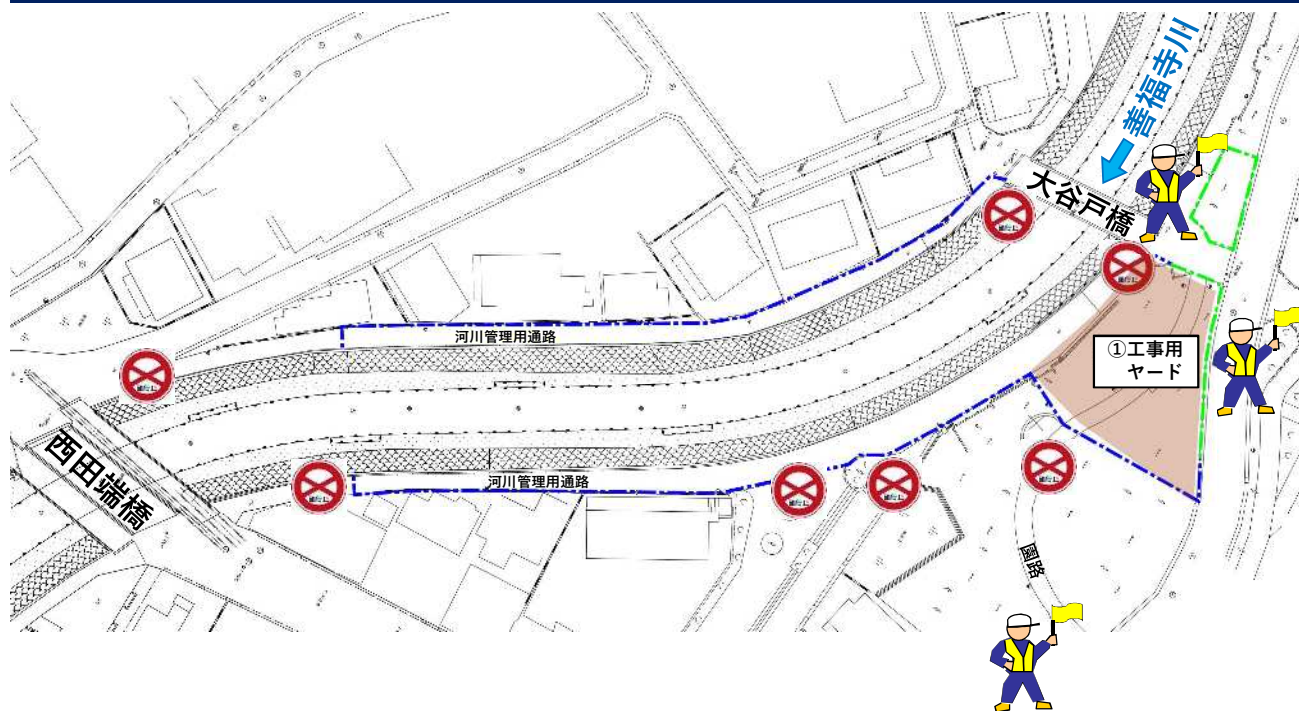 善福寺川
大谷戸橋
①工事用
ヤード
河川管理用通路
河川管理用通路
西田端橋
園路